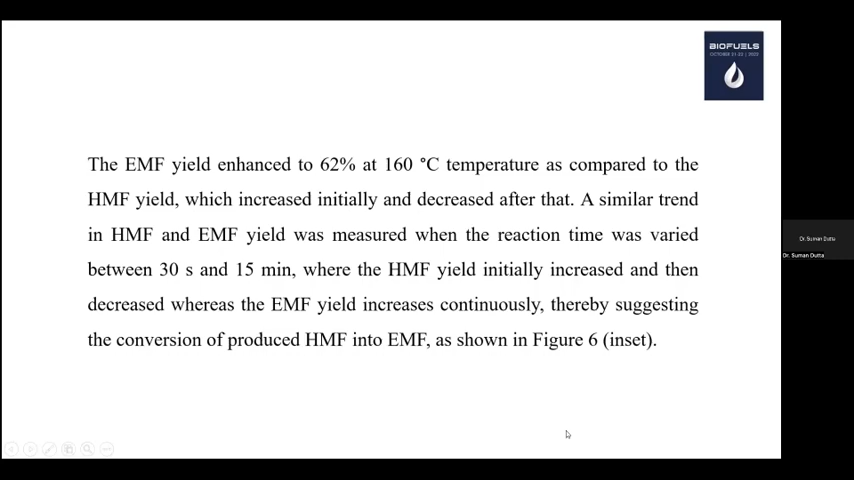 BIOFUELS
OCTOBER 21-22 | 2022
The EMF yield enhanced to 62% at 160 °C temperature as compared to the
HMF yield, which increased initially and decreased after that. A similar trend
in HMF and EMF yield was measured when the reaction time was varied
between 30 s and 15 min, where the HMF yield initially increased and then
decreased whereas the EMF yield increases continuously, thereby suggesting
the conversion of produced HMF into EMF, as shown in Figure 6 (inset).
Dr. Suman Dutta
Dr. Suman Dutta